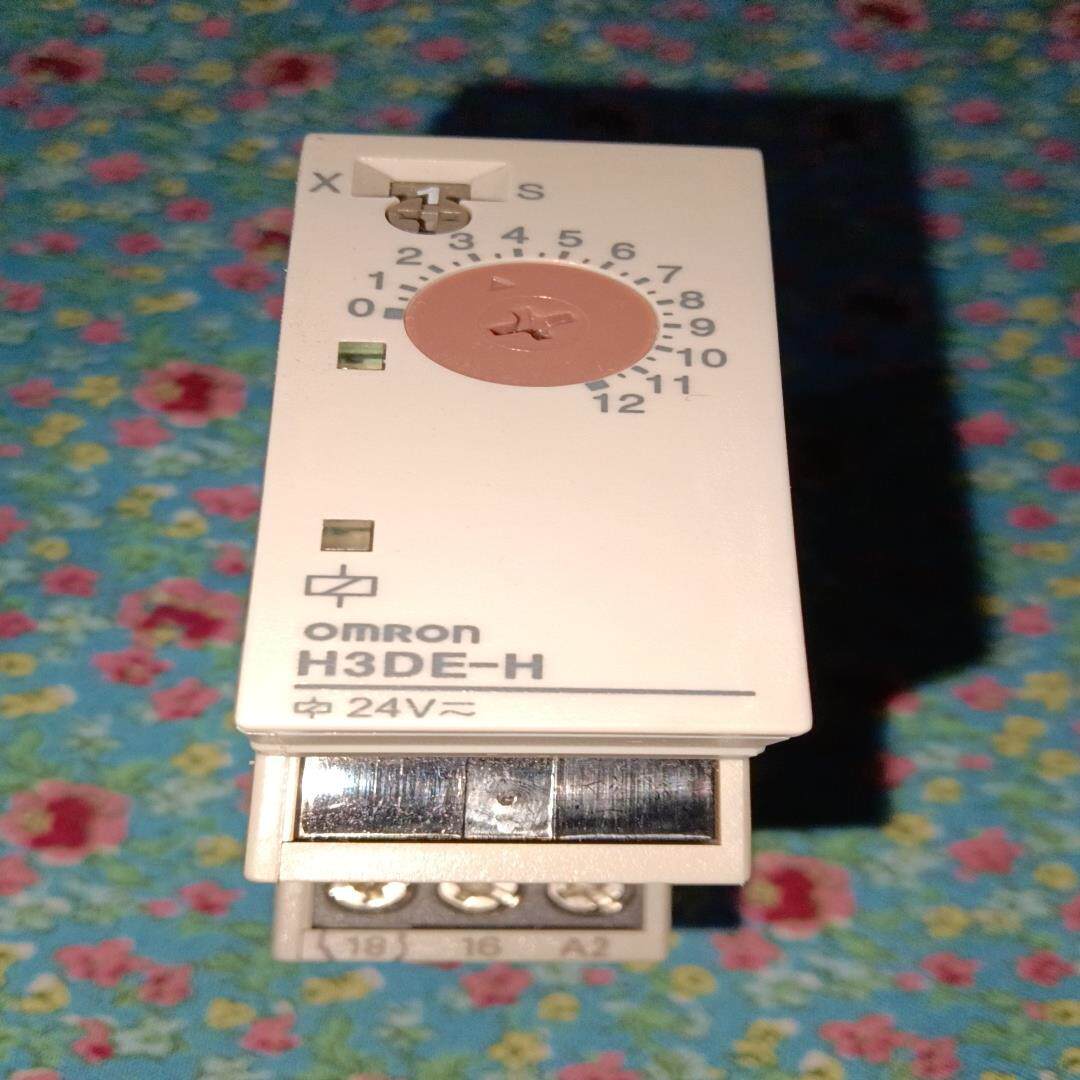 X 1 S
0 1 2 3 4 5 6 7 8 9 10 11 12
OMRON
H3DE-H
24V≂
18 16 A2